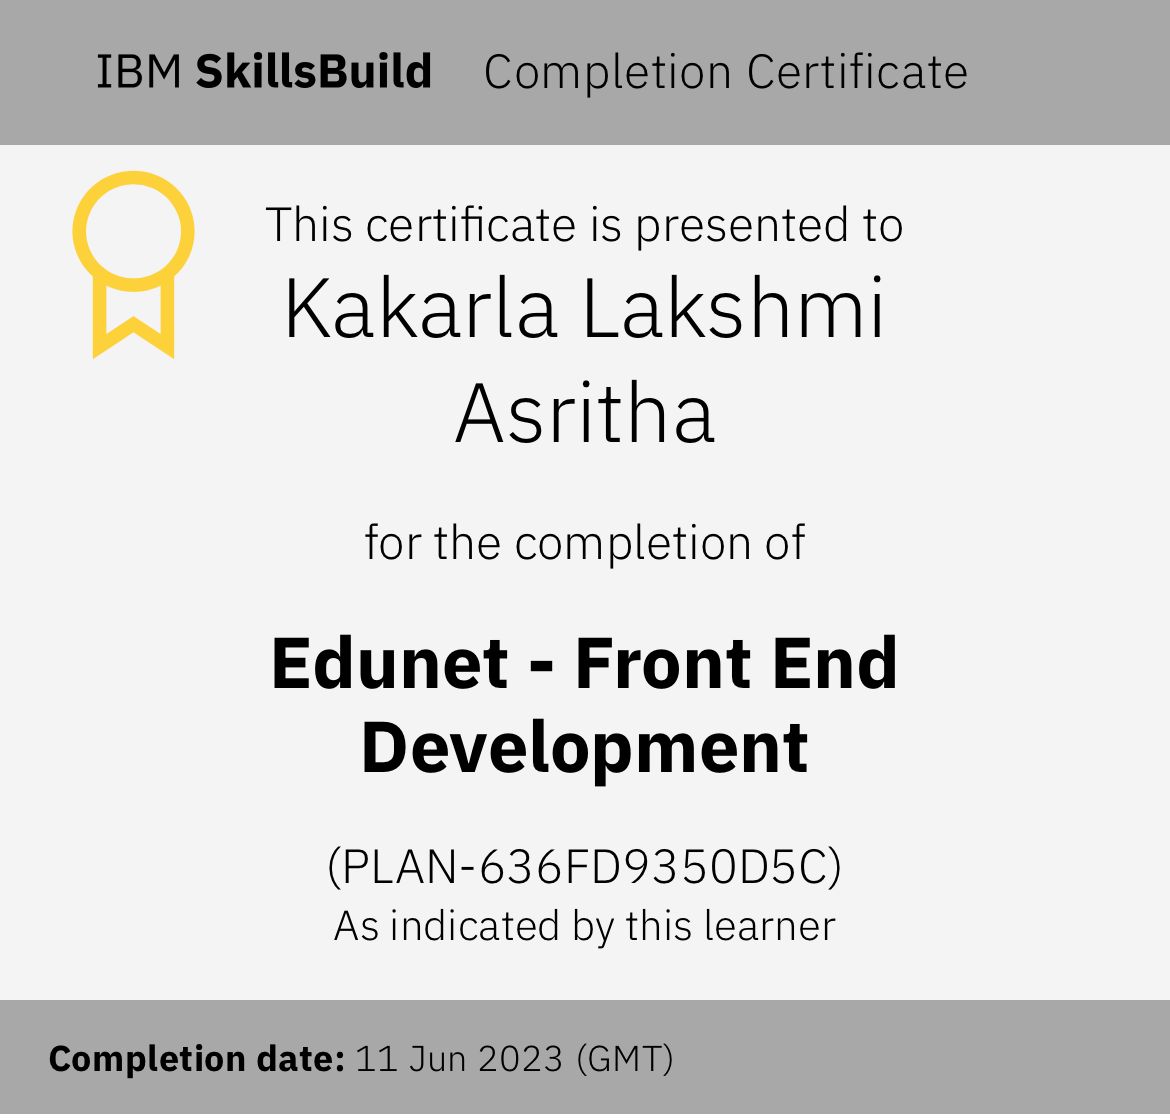 IBM SkillsBuild Completion Certificate
This certificate is presented to
Kakarla Lakshmi
Asritha
for the completion of
Edunet - Front End
Development
(PLAN-636FD9350D5C)
As indicated by this learner
Completion date: 11 Jun 2023 (GMT)